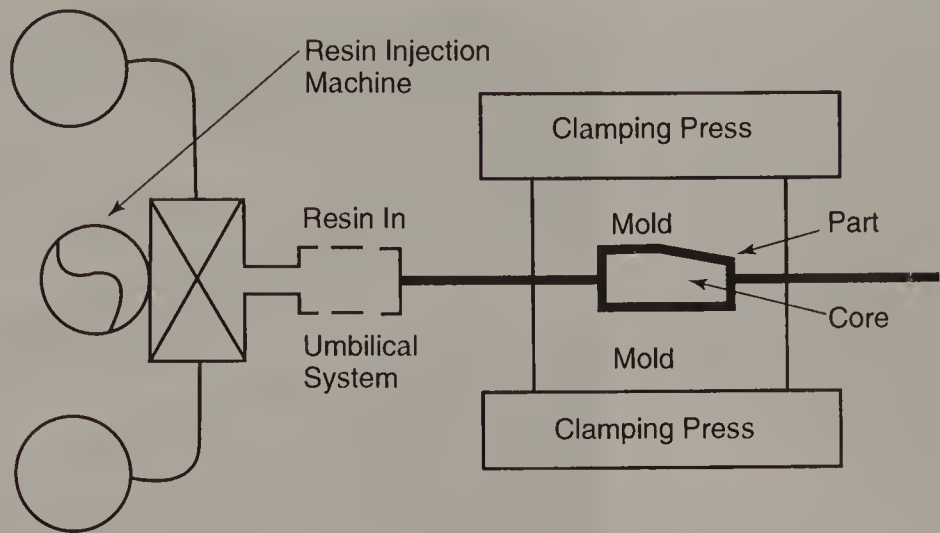 Resin Injection
Machine
Clamping Press
Resin In
Mold
Part
Core
Umbilical
System
Mold
Clamping Press